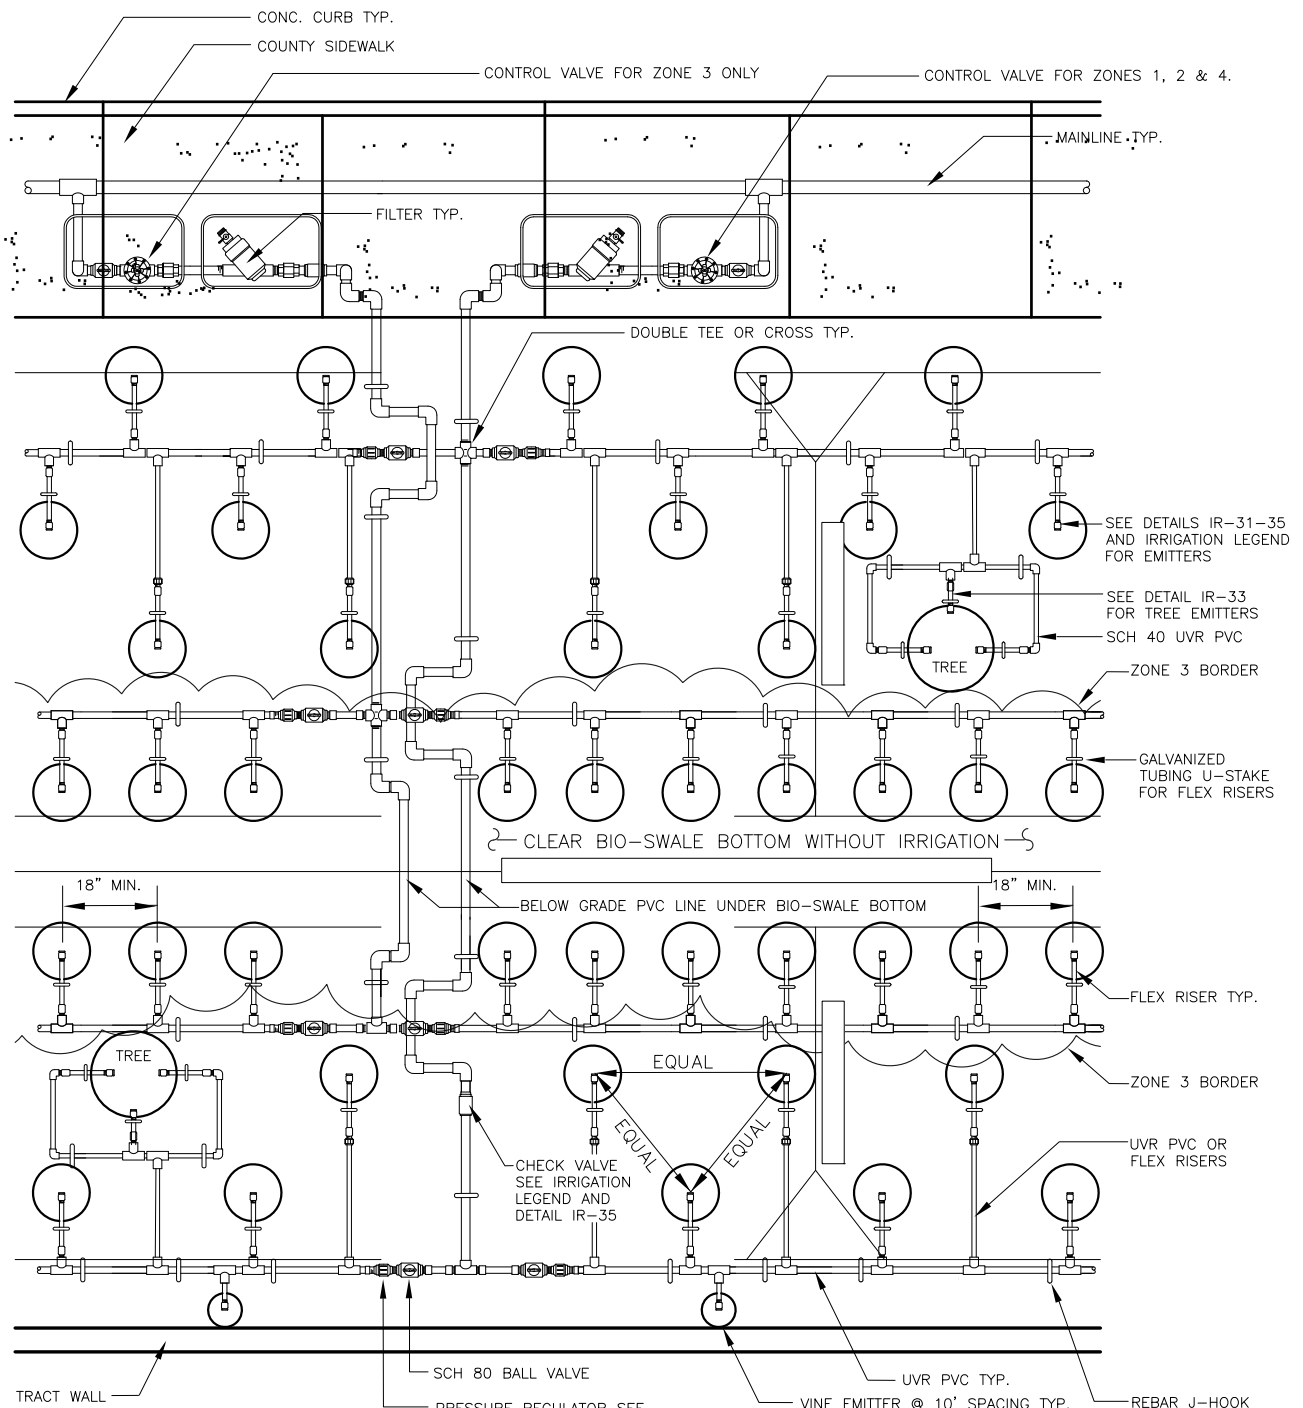 CONC. CURB TYP.
COUNTY SIDEWALK
CONTROL VALVE FOR ZONE 3 ONLY
CONTROL VALVE FOR ZONES 1, 2 & 4.
MAINLINE TYP.
FILTER TYP.
DOUBLE TEE OR CROSS TYP.
SEE DETAILS IR-31-35
AND IRRIGATION LEGEND
FOR EMITTERS
SEE DETAIL IR-33
FOR TREE EMITTERS
SCH 40 UVR PVC
TREE
ZONE 3 BORDER
GALVANIZED
TUBING U-STAKE
FOR FLEX RISERS
CLEAR BIO-SWALE BOTTOM WITHOUT IRRIGATION
18" MIN.
18" MIN.
BELOW GRADE PVC LINE UNDER BIO-SWALE BOTTOM
FLEX RISER TYP.
TREE
EQUAL
ZONE 3 BORDER
EQUAL
EQUAL
UVR PVC OR
FLEX RISERS
CHECK VALVE
SEE IRRIGATION
LEGEND AND
DETAIL IR-35
SCH 80 BALL VALVE
UVR PVC TYP.
TRACT WALL
PRESSURE REGULATOR SEE
VINE EMITTER @ 10' SPACING TYP.
REBAR J-HOOK